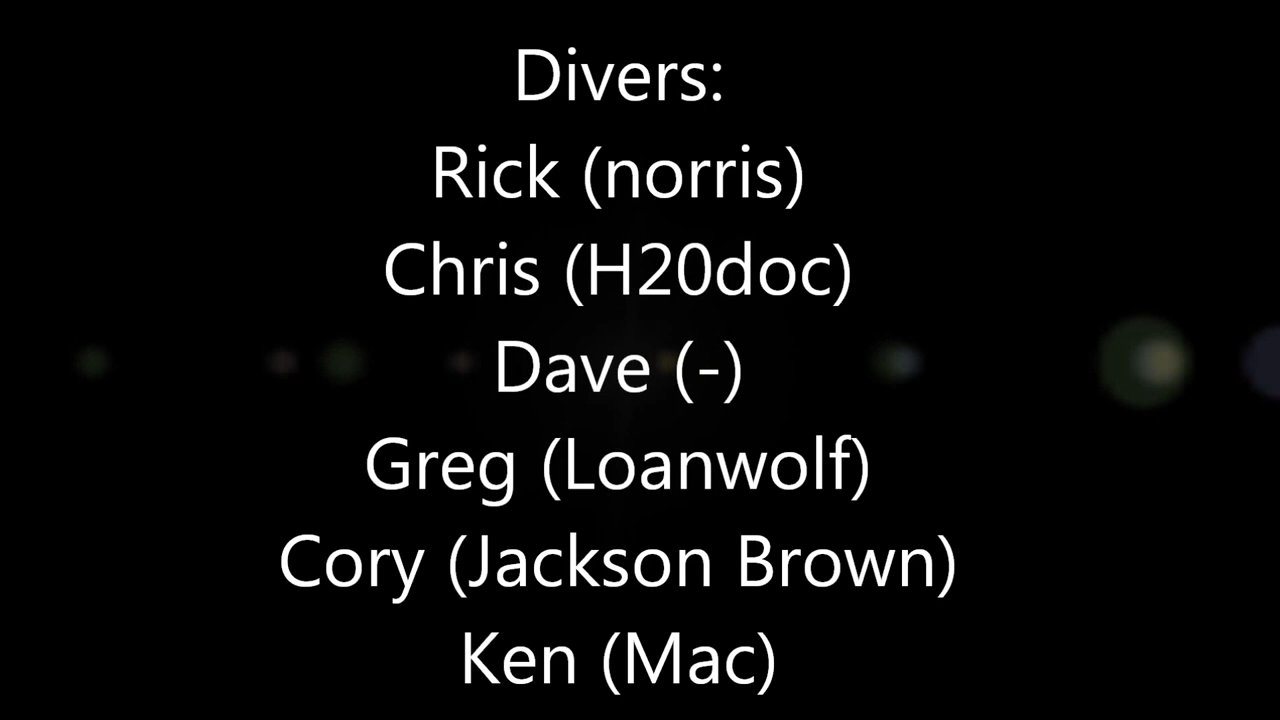 Divers:
Rick (norris)
Chris (H20doc)
Dave (-)
Greg (Loanwolf)
Cory (Jackson Brown)
Ken (Mac)